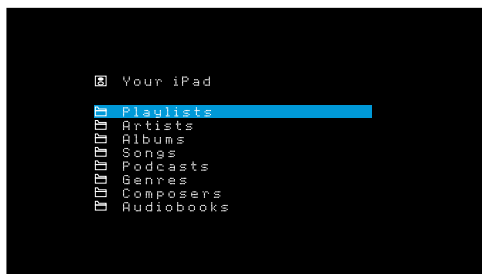 Your iPad
Playlists
Artists
Albums
Songs
Podcasts
Genres
Composers
Audiobooks